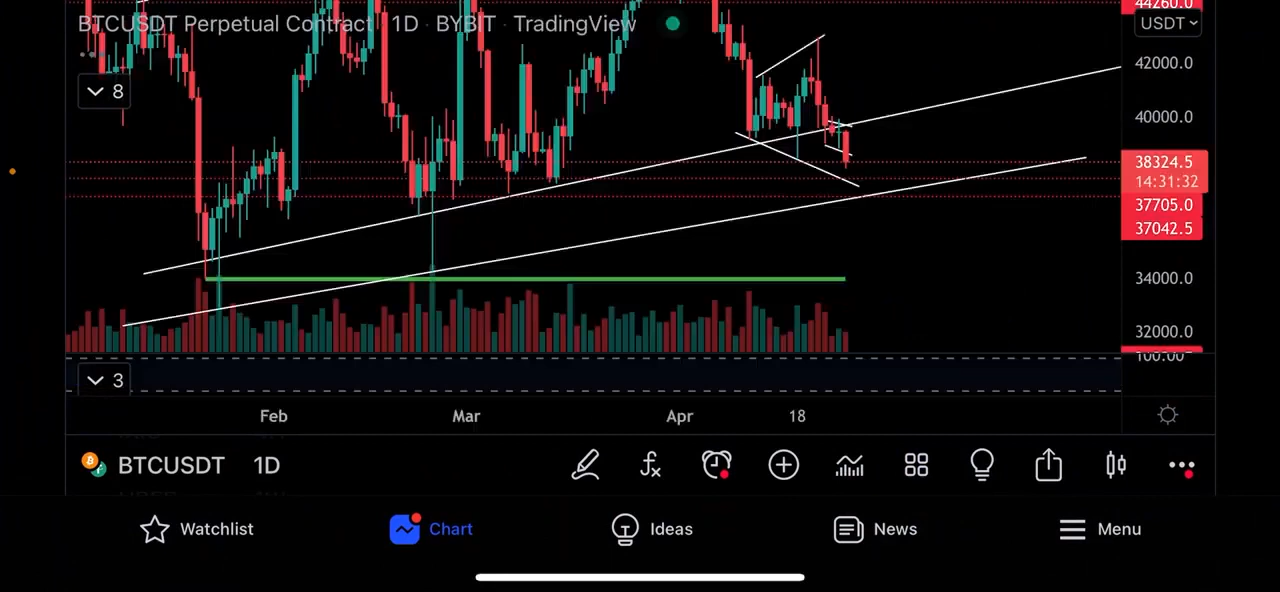 44260.0
BTCUSDT Perpetual Contract · 1D · BYBIT · TradingView
USDT
42000.0
8
40000.0
38324.5
14:31:32
37705.0
37042.5
34000.0
32000.0
100.00
3
Feb Mar Apr 18
BTCUSDT 1D
Watchlist Chart Ideas News Menu